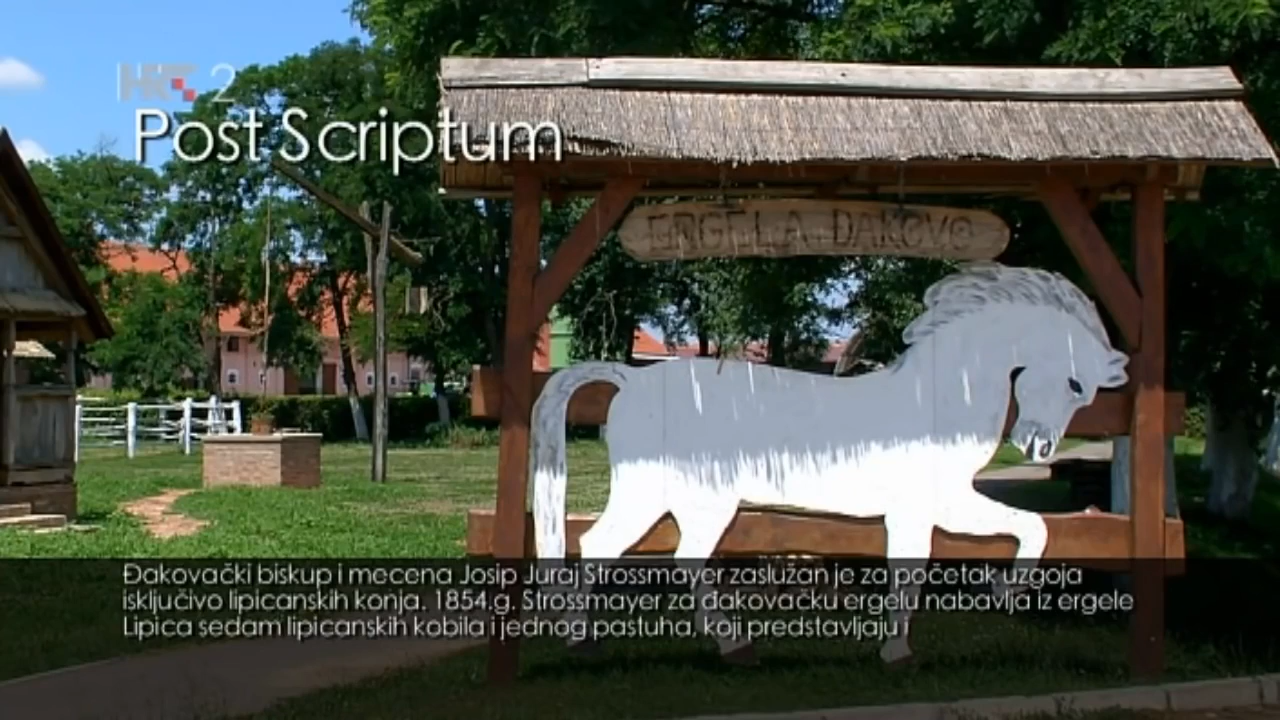 HRT 2
Post Scriptum
ERGELA ĐAKOVO
Đakovački biskup i mecena Josip Juraj Strossmayer zaslužan je za početak uzgoja
isključivo lipicanskih konja. 1854.g. Strossmayer za đakovačku ergelu nabavlja iz ergele
Lipica sedam lipicanskih kobila i jednog pastuha, koji predstavljaju i